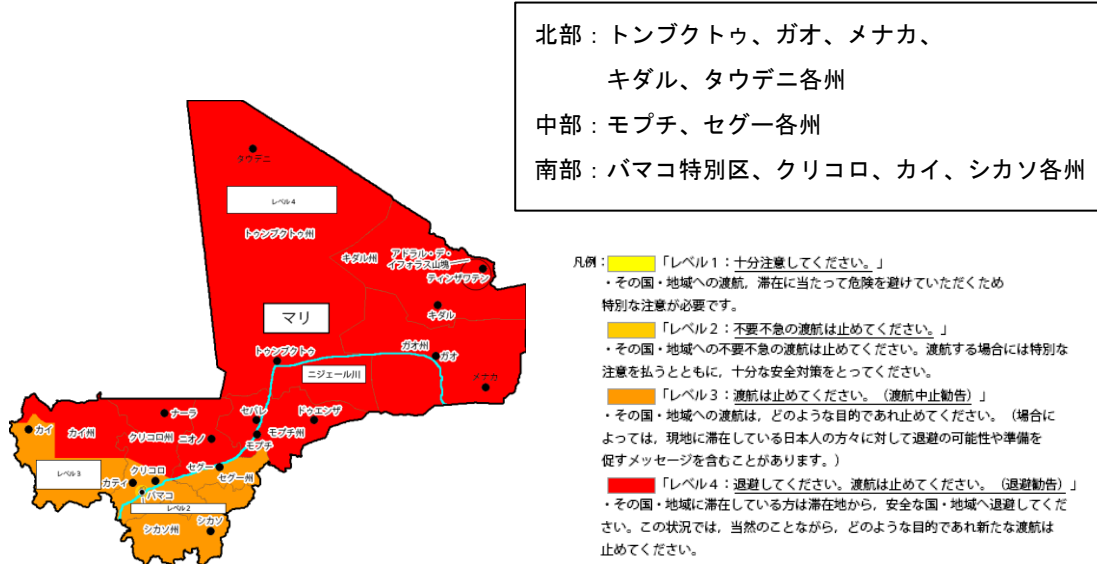 北部：トンブクトゥ、ガオ、メナカ、
キダル、タウデニ各州
中部：モプチ、セグー各州
南部：バマコ特別区、クリコロ、カイ、シカソ各州
タウデニ
レベル４
トゥンブクトゥ州
キダル州
アドラル・デ・
イフォラス山塊
ティンザワテン
キダル
マリ
トゥンブクトゥ
ガオ州
ガオ
ニジェール川
メナカ
ナーラ
セバレ
ドゥエンザ
カイ
カイ州
クリコロ州
ニオノ
モプチ州
モプチ
レベル３
クリコロ
セグー
セグー州
カティ
バマコ
レベル２
シカソ州
シカソ
凡例：「レベル１：十分注意してください。」
・その国・地域への渡航，滞在に当たって危険を避けていただくため
特別な注意が必要です。
「レベル２：不要不急の渡航は止めてください。」
・その国・地域への不要不急の渡航は止めてください。渡航する場合には特別な
注意を払うとともに，十分な安全対策をとってください。
「レベル３：渡航は止めてください。（渡航中止勧告）」
・その国・地域への渡航は，どのような目的であれ止めてください。（場合に
よっては，現地に滞在している日本人の方々に対して退避の可能性や準備を
促すメッセージを含むことがあります。）
「レベル４：退避してください。渡航は止めてください。（退避勧告）」
・その国・地域に滞在している方は滞在地から，安全な国・地域へ退避してくだ
さい。この状況では，当然のことながら，どのような目的であれ新たな渡航は
止めてください。